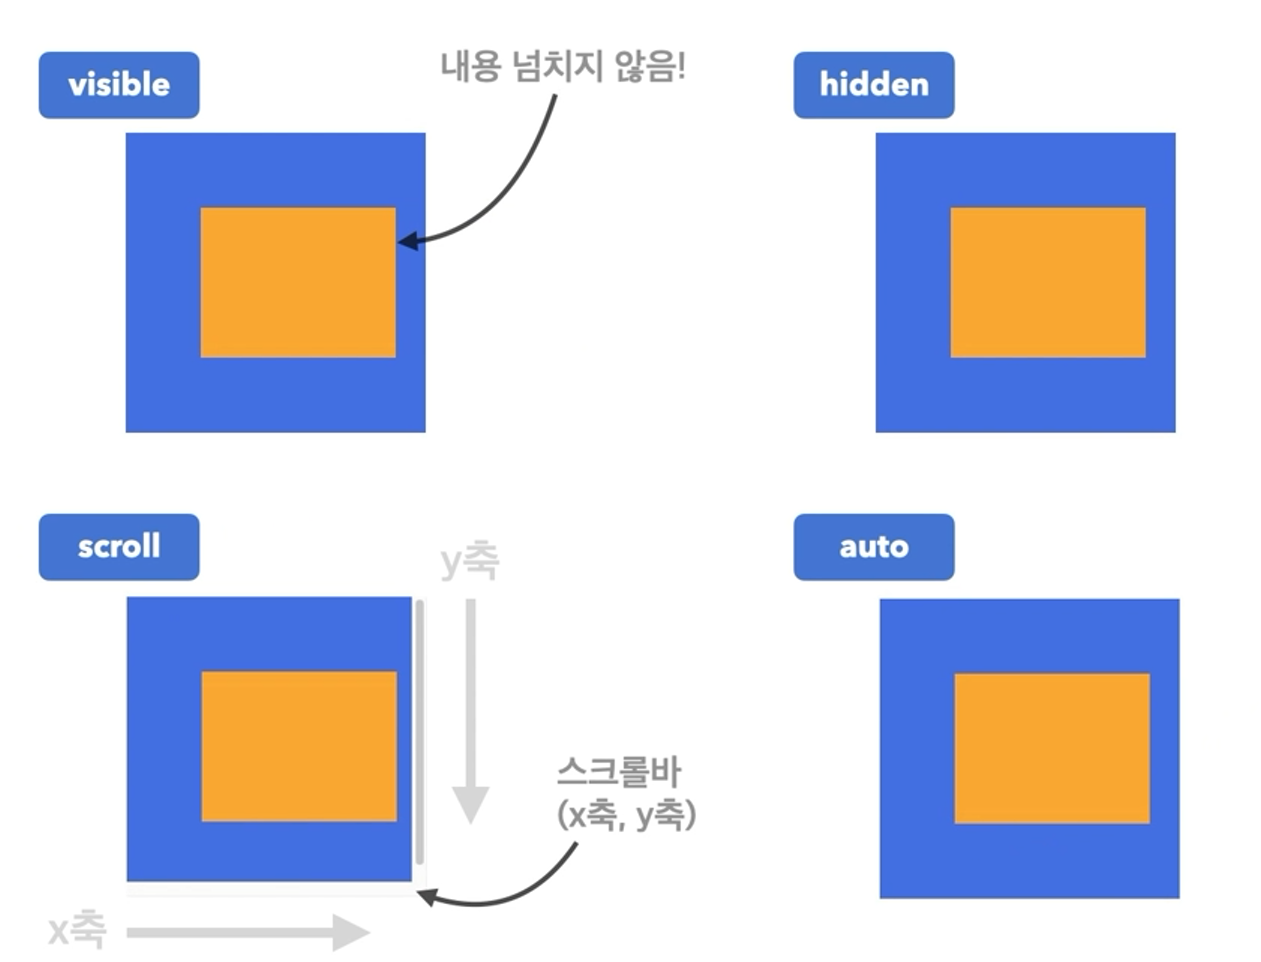 visible
내용 넘치지 않음!
hidden
scroll
y축
auto
스크롤바
(x축, y축)
x축